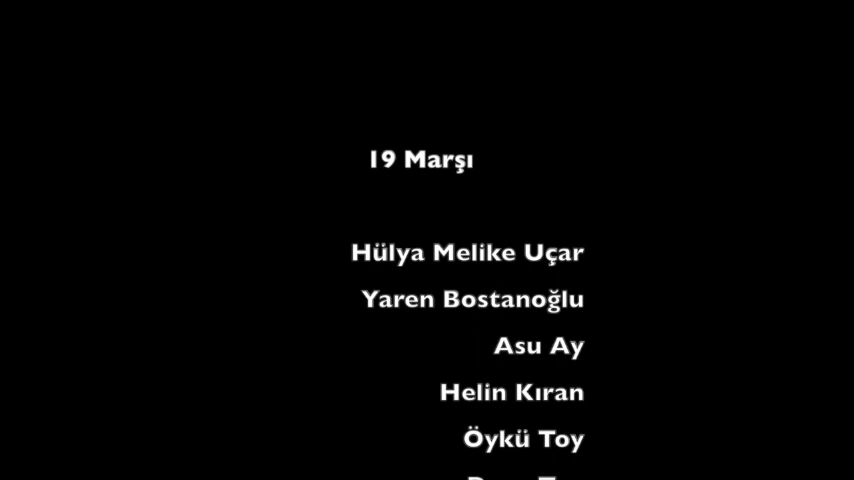 19 Marşı
Hülya Melike Uçar
Yaren Bostanoğlu
Asu Ay
Helin Kıran
Öykü Toy